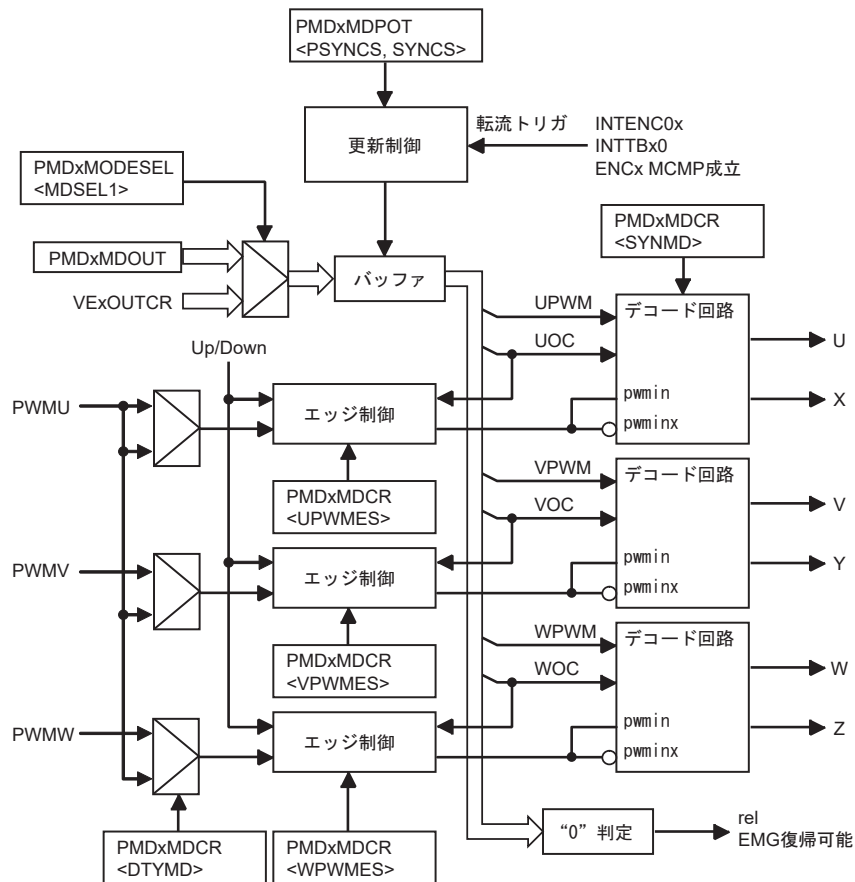 PMDxMDPOT
<PSYNCS, SYNCS>
更新制御
転流トリガ
INTENC0x
INTTBx0
ENCx MCMP成立
PMDxMODESEL
<MDSEL1>
PMDxMDCR
<SYNMD>
PMDxMDOUT
VExOUTCR
バッファ
UPWM
デコード回路
UOC
U
Up/Down
PWMU
エッジ制御
pwmin
X
pwminx
PMDxMDCR
<UPWMES>
VPWM
デコード回路
VOC
V
PWMV
エッジ制御
pwmin
Y
pwminx
PMDxMDCR
<VPWMES>
WPWM
デコード回路
WOC
W
PWMW
エッジ制御
pwmin
Z
pwminx
"0" 判定
rel
EMG復帰可能
PMDxMDCR
<DTYMD>
PMDxMDCR
<WPWMES>